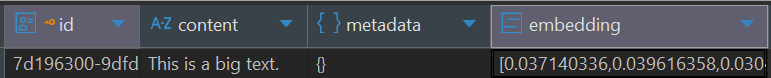 id content metadata embedding
7d196300-9dfd This is a big text. {} [0.037140336,0.039616358,0.030